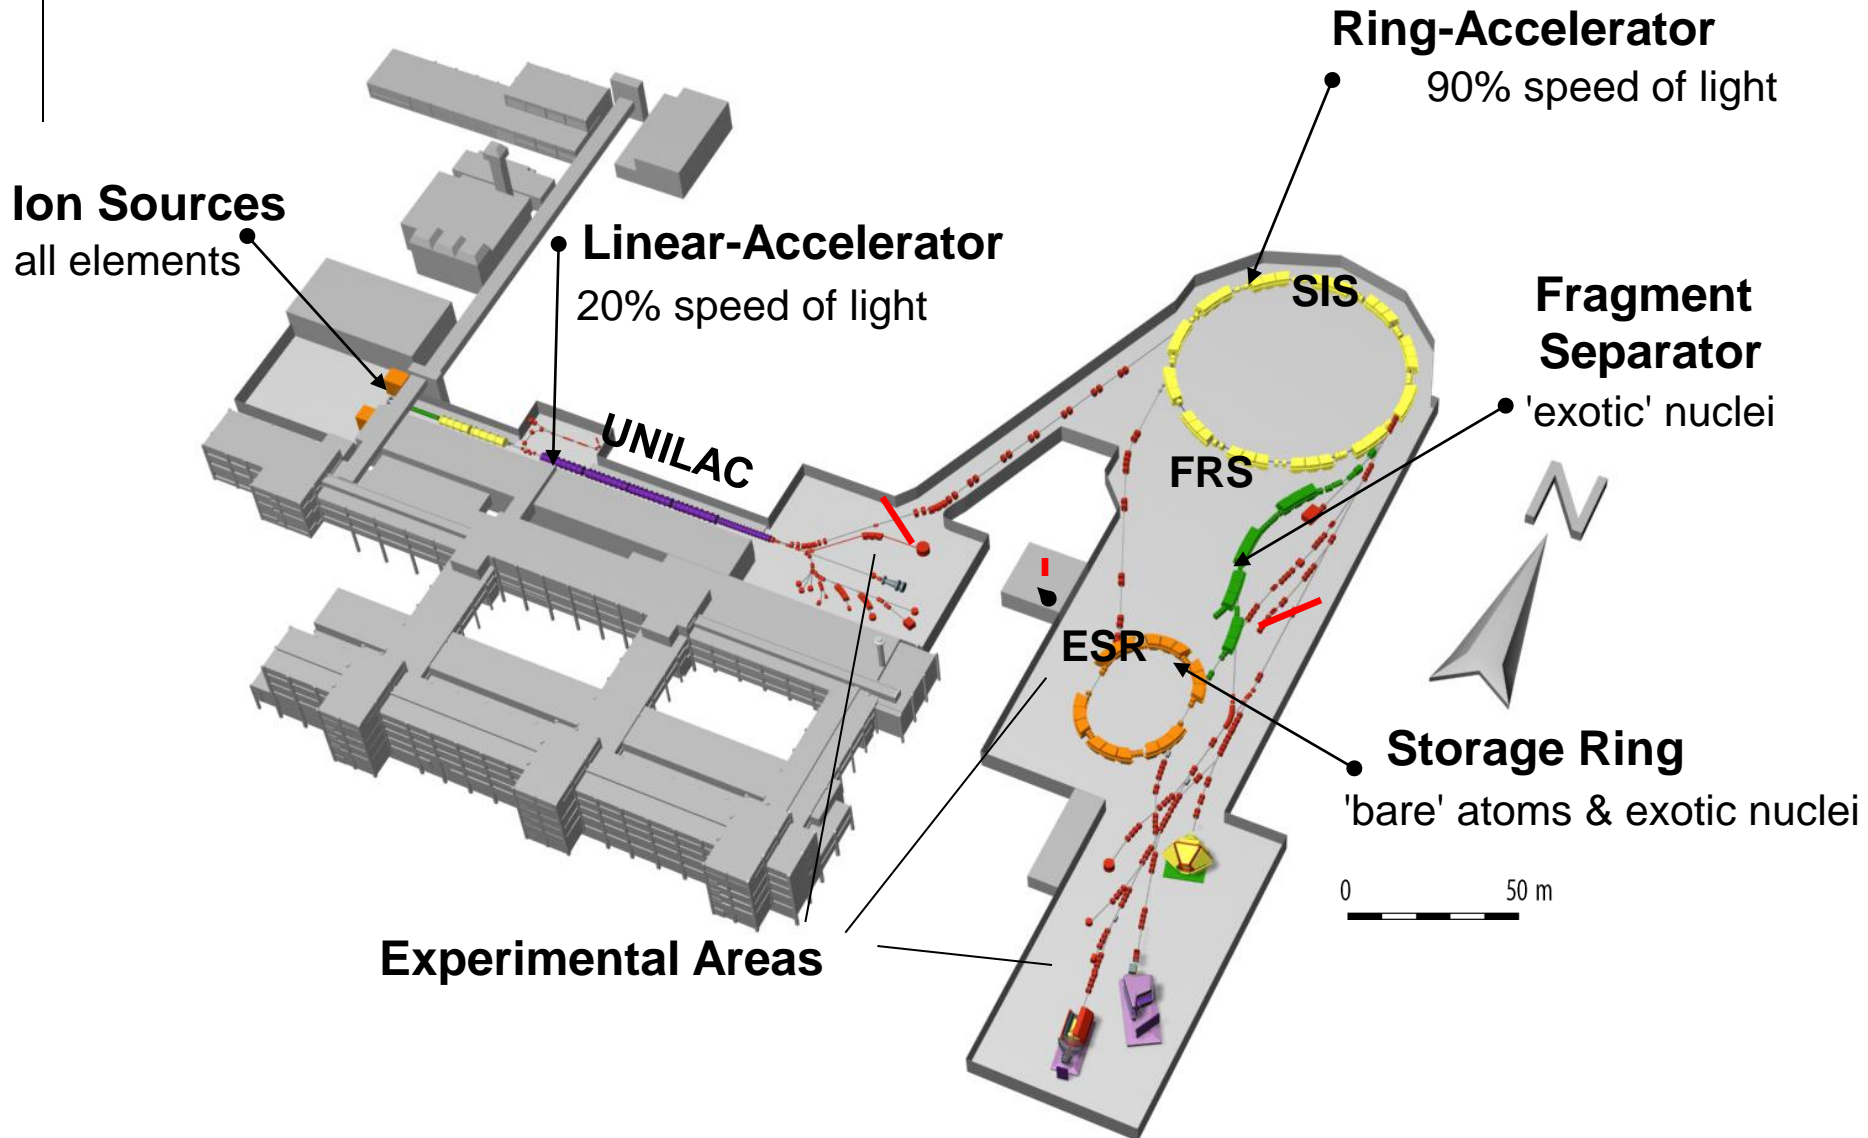 Ring-Accelerator
90% speed of light
Ion Sources
all elements
Linear-Accelerator
20% speed of light
SIS
Fragment
Separator
'exotic' nuclei
UNILAC
FRS
N
ESR
Storage Ring
'bare' atoms & exotic nuclei
0 50 m
Experimental Areas